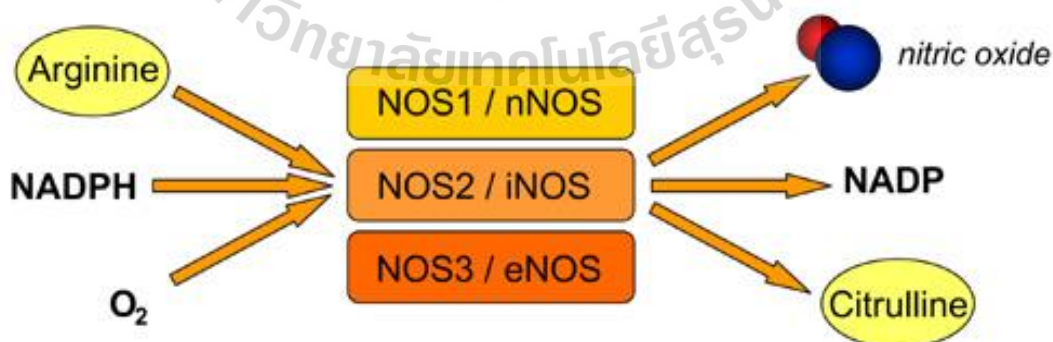 Arginine
NADPH
O₂
NOS1 / nNOS
NOS2 / iNOS
NOS3 / eNOS
nitric oxide
NADP
Citrulline